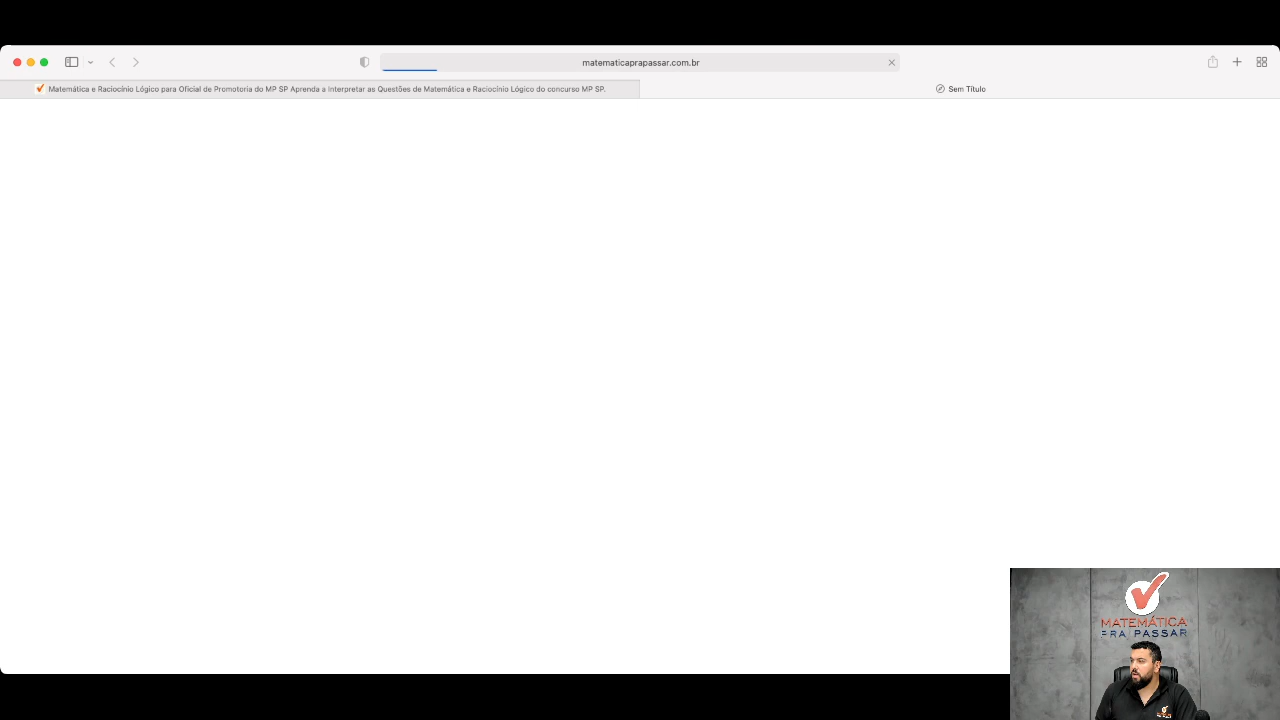 matematicaprapassar.com.br
Matemática e Raciocínio Lógico para Oficial de Promotoria do MP SP Aprenda a Interpretar as Questões de Matemática e Raciocínio Lógico do concurso MP SP.
Sem Título
MATEMÁTICA
PRA PASSAR